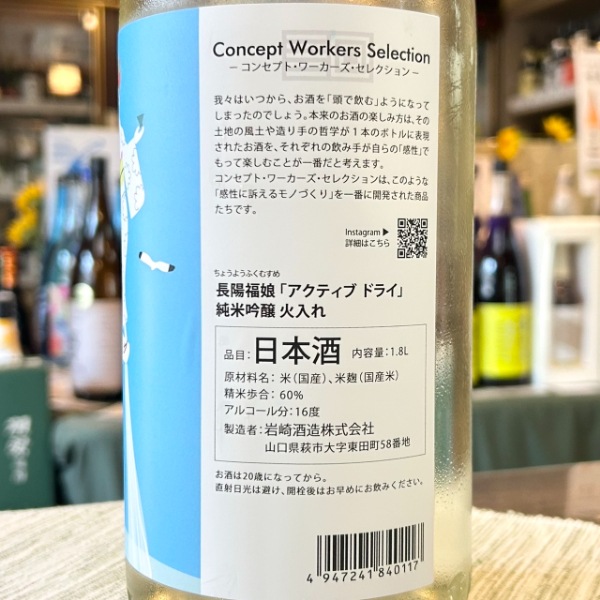 Concept Workers Selection
－コンセプト・ワーカーズ・セレクション－
我々はいつから、お酒を「頭で飲む」ようになって
しまったのでしょう。本来のお酒の楽しみ方は、その
土地の風土や造り手の哲学が1本のボトルに表現
されたお酒を、それぞれの飲み手が自らの「感性」で
もって楽しむことが一番だと考えます。
コンセプト・ワーカーズ・セレクションは、このような
「感性に訴えるモノづくり」を一番に開発された商品
たちです。
Instagram▶
詳細はこちら
ちょうようふくむすめ
長陽福娘「アクティブ ドライ」
純米吟醸 火入れ
品目：日本酒 内容量：1.8L
原材料名：米（国産）、米麹（国産米）
精米歩合：60%
アルコール分：16度
製造者：岩崎酒造株式会社
山口県萩市大字東田町58番地
お酒は20歳になってから。
直射日光は避け、開栓後はお早めにお飲みください。
4 947241 840117